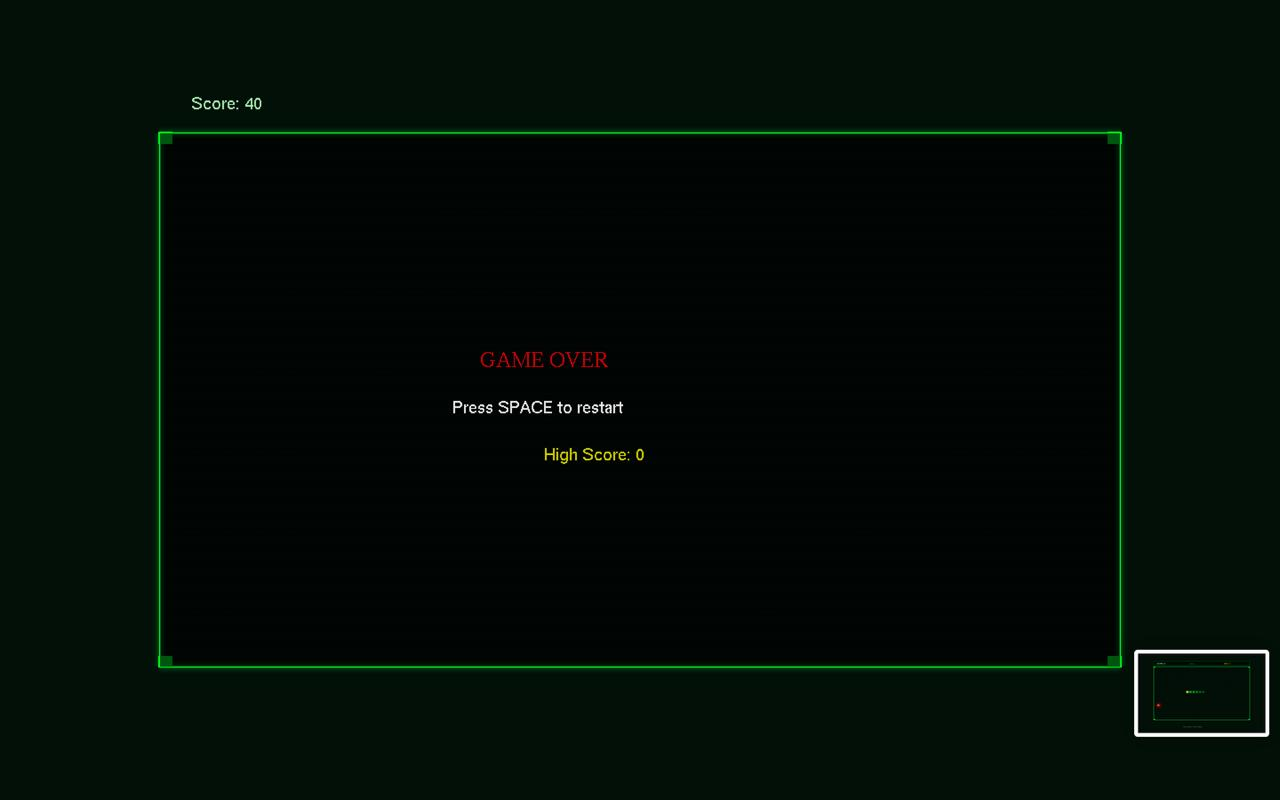 Score: 40
GAME OVER
Press SPACE to restart
High Score: 0